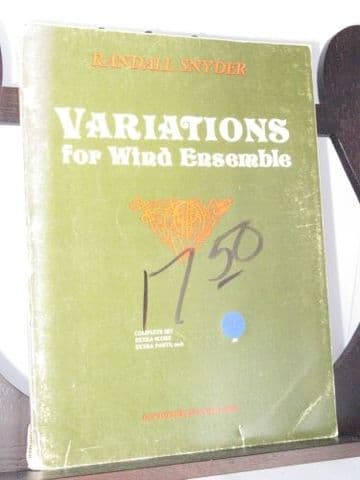 RANDALL SNYDER
VARIATIONS
for Wind Ensemble
17 50
COMPLETE SET
EXTRA SCORE
EXTRA PARTS, each